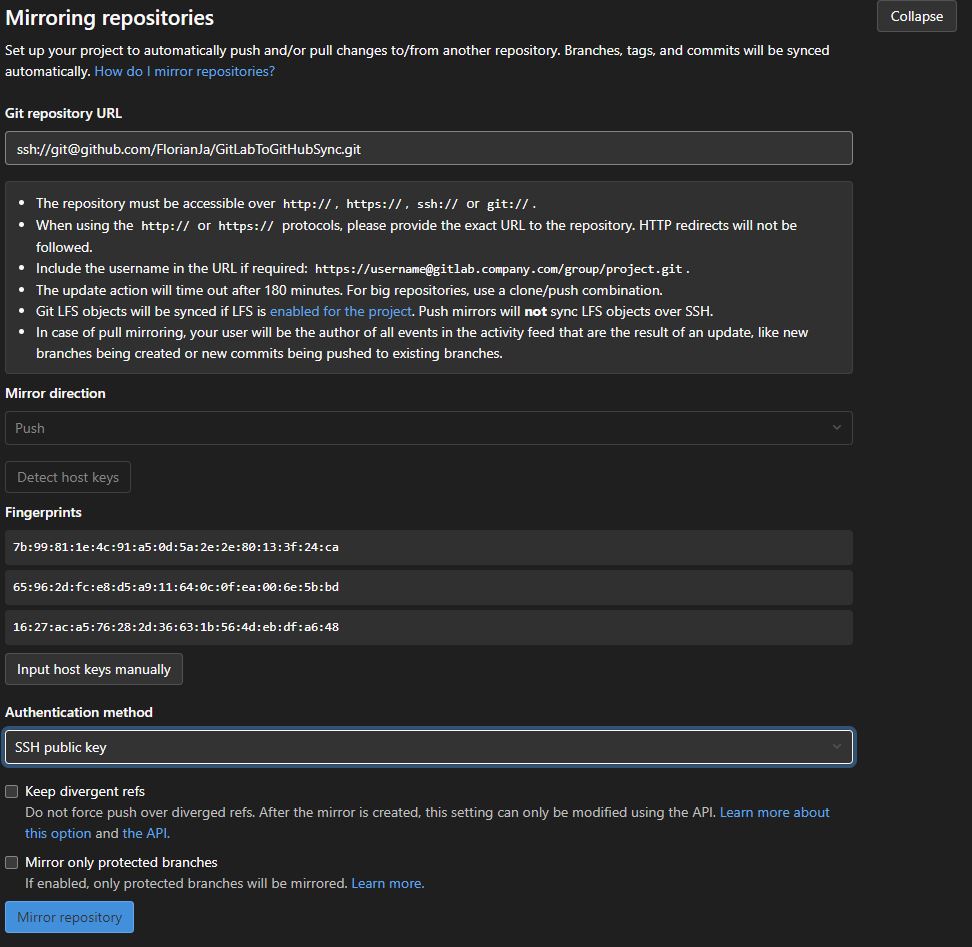 Mirroring repositories
Collapse
Set up your project to automatically push and/or pull changes to/from another repository. Branches, tags, and commits will be synced
automatically. How do I mirror repositories?
Git repository URL
ssh://git@github.com/FlorianJa/GitLabToGitHubSync.git
• The repository must be accessible over http://, https://, ssh:// or git://.
• When using the http:// or https:// protocols, please provide the exact URL to the repository. HTTP redirects will not be
followed.
• Include the username in the URL if required: https://username@gitlab.company.com/group/project.git.
• The update action will time out after 180 minutes. For big repositories, use a clone/push combination.
• Git LFS objects will be synced if LFS is enabled for the project. Push mirrors will not sync LFS objects over SSH.
• In case of pull mirroring, your user will be the author of all events in the activity feed that are the result of an update, like new
branches being created or new commits being pushed to existing branches.
Mirror direction
Push
Detect host keys
Fingerprints
7b:99:81:1e:4c:91:a5:0d:5a:2e:2e:80:13:3f:24:ca
65:96:2d:fc:e8:d5:a9:11:64:0c:0f:ea:00:6e:5b:bd
16:27:ac:a5:76:28:2d:36:63:1b:56:4d:eb:df:a6:48
Input host keys manually
Authentication method
SSH public key
Keep divergent refs
Do not force push over diverged refs. After the mirror is created, this setting can only be modified using the API. Learn more about
this option and the API.
Mirror only protected branches
If enabled, only protected branches will be mirrored. Learn more.
Mirror repository